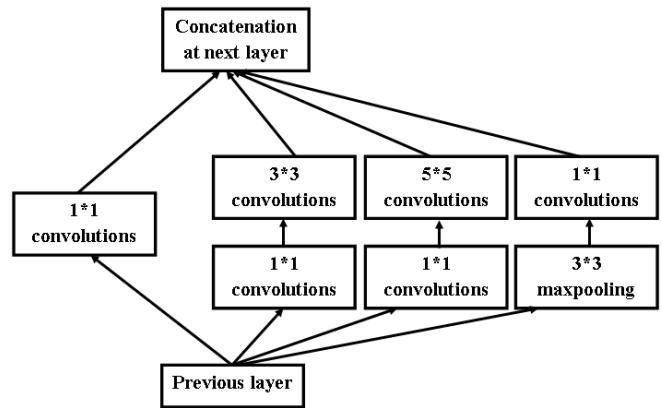 Concatenation
at next layer
3*3
convolutions
5*5
convolutions
1*1
convolutions
1*1
convolutions
1*1
convolutions
1*1
convolutions
3*3
maxpooling
Previous layer